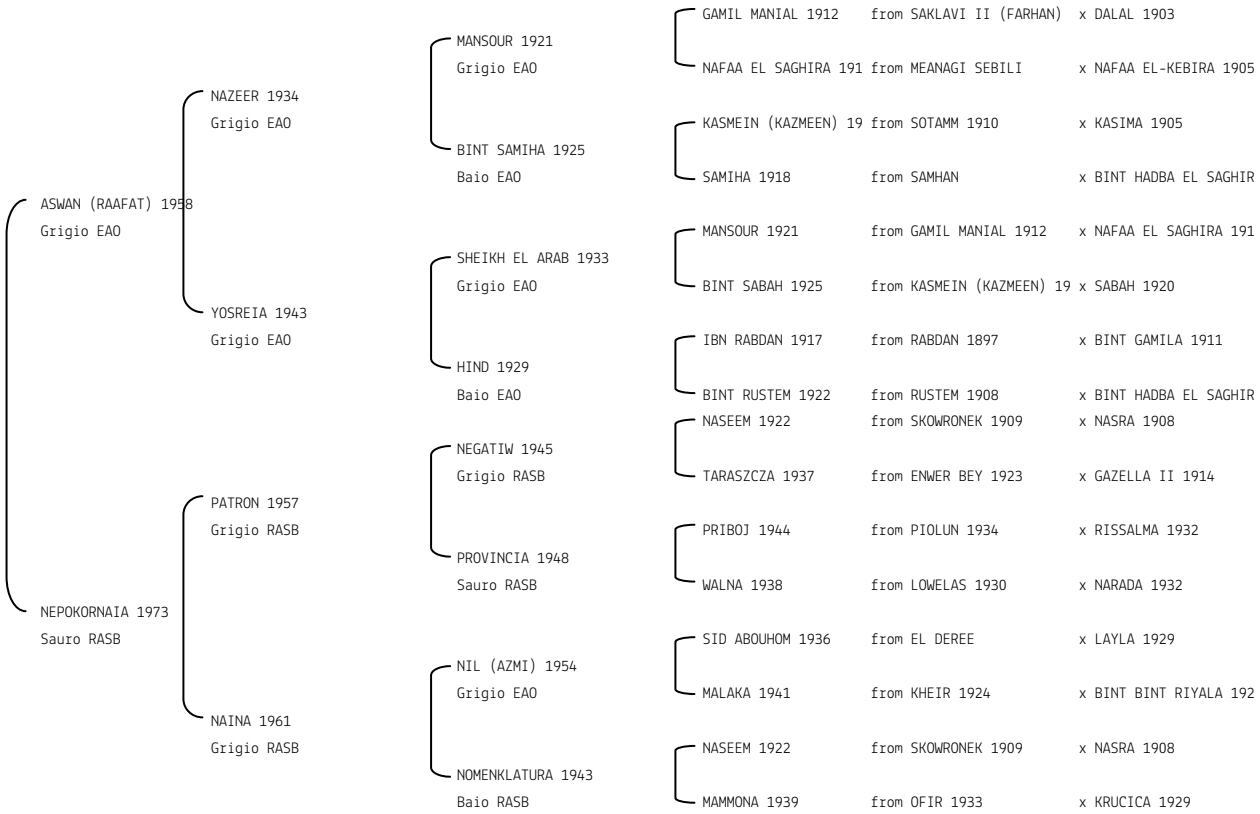 GAMIL MANIAL 1912 from SAKLAVI II (FARHAN) x DALAL 1903
MANSOUR 1921
Grigio EAO
NAFAA EL SAGHIRA 191 from MEANAGI SEBILI x NAFAA EL-KEBIRA 1905
NAZEER 1934
Grigio EAO
KASMEIN (KAZMEEN) 19 from SOTAMM 1910 x KASIMA 1905
BINT SAMIHA 1925
Baio EAO
SAMIHA 1918 from SAMHAN x BINT HADBA EL SAGHIR
ASWAN (RAAFAT) 1958
Grigio EAO
MANSOUR 1921 from GAMIL MANIAL 1912 x NAFAA EL SAGHIRA 191
SHEIKH EL ARAB 1933
Grigio EAO
BINT SABAH 1925 from KASMEIN (KAZMEEN) 19 x SABAH 1920
YOSREIA 1943
Grigio EAO
IBN RABDAN 1917 from RABDAN 1897 x BINT GAMILA 1911
HIND 1929
Baio EAO
BINT RUSTEM 1922 from RUSTEM 1908 x BINT HADBA EL SAGHIR
NASEEM 1922 from SKOWRONEK 1909 x NASRA 1908
NEGATIW 1945
Grigio RASB
TARASZCZA 1937 from ENWER BEY 1923 x GAZELLA II 1914
PATRON 1957
Grigio RASB
PRIBOJ 1944 from PIOLUN 1934 x RISSALMA 1932
PROVINCIA 1948
Sauro RASB
WALNA 1938 from LOWELAS 1930 x NARADA 1932
NEPOKORNAIA 1973
Sauro RASB
SID ABOUHOM 1936 from EL DEREE x LAYLA 1929
NIL (AZMI) 1954
Grigio EAO
MALAKA 1941 from KHEIR 1924 x BINT BINT RIYALA 192
NAINA 1961
Grigio RASB
NASEEM 1922 from SKOWRONEK 1909 x NASRA 1908
NOMENKLATURA 1943
Baio RASB
MAMMONA 1939 from OFIR 1933 x KRUCICA 1929